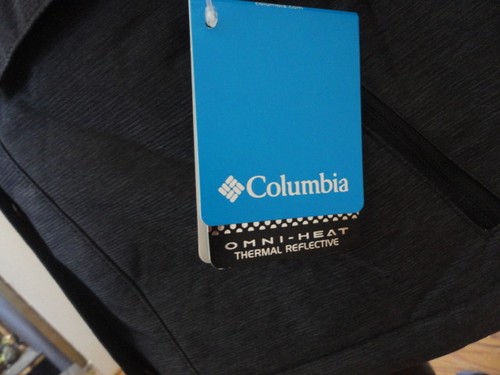 Columbia
OMNI-HEAT
THERMAL REFLECTIVE